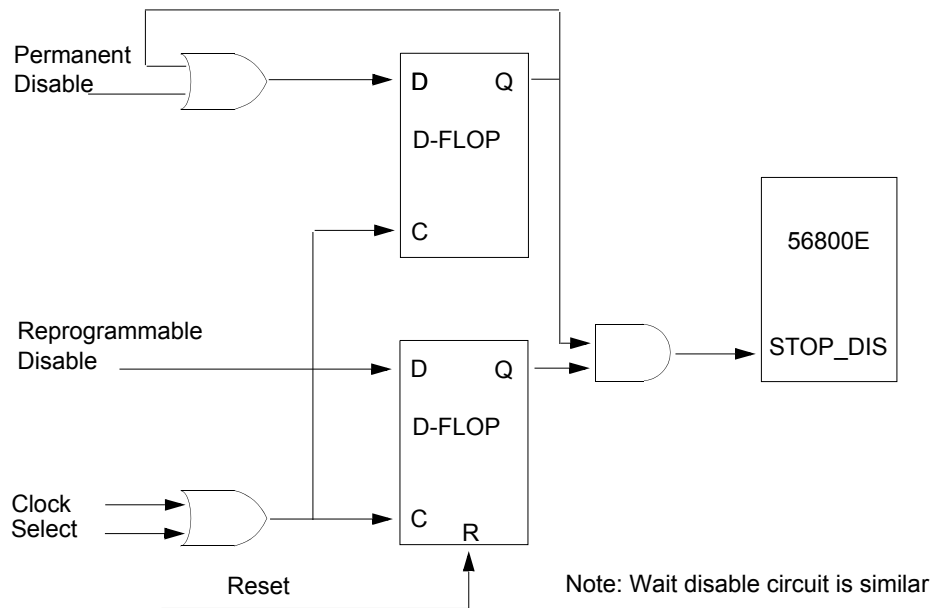 Permanent
Disable
D Q
D-FLOP
C
56800E
STOP_DIS
Reprogrammable
Disable
D Q
D-FLOP
C
R
Clock
Select
Reset
Note: Wait disable circuit is similar